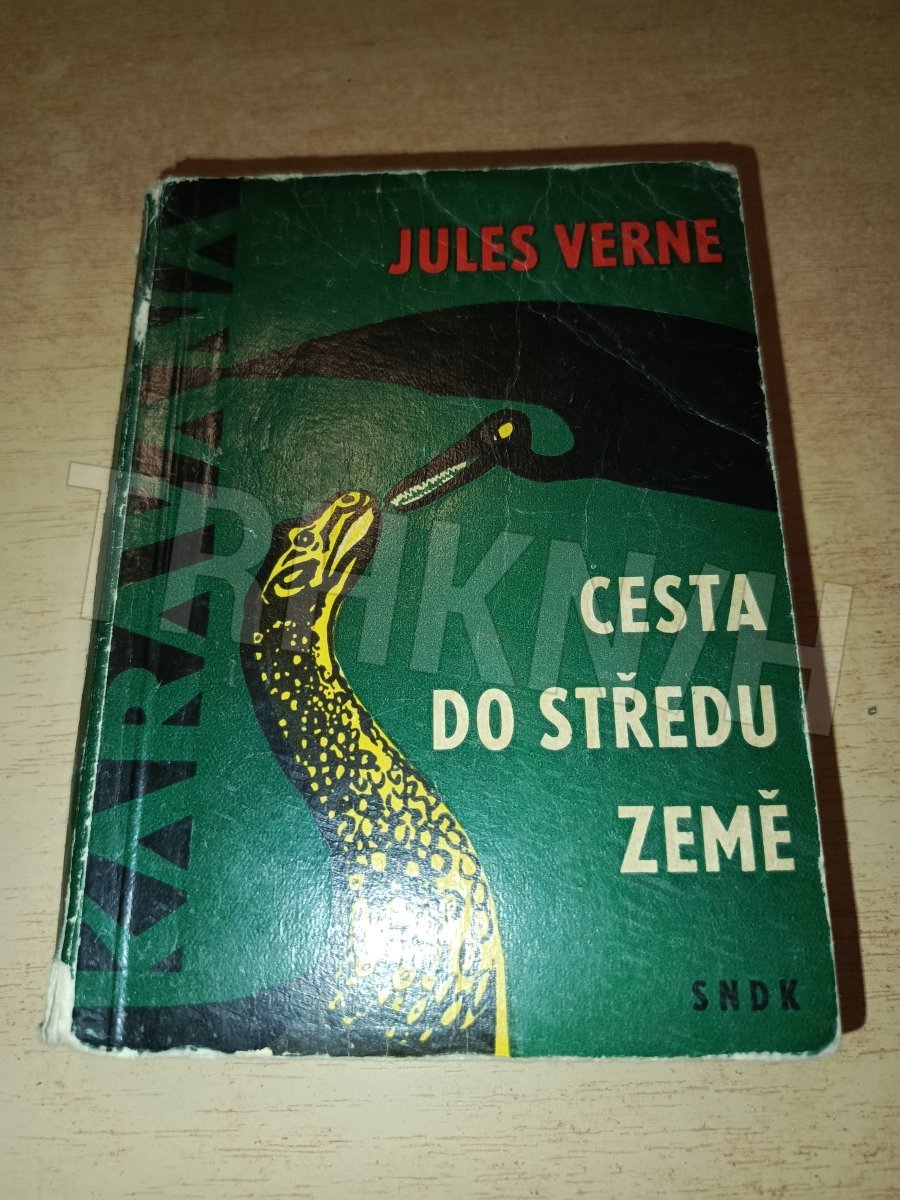 JULES VERNE
KARAVANA
CESTA
DO STŘEDU
ZEMĚ
SNDK
TRHKNIH